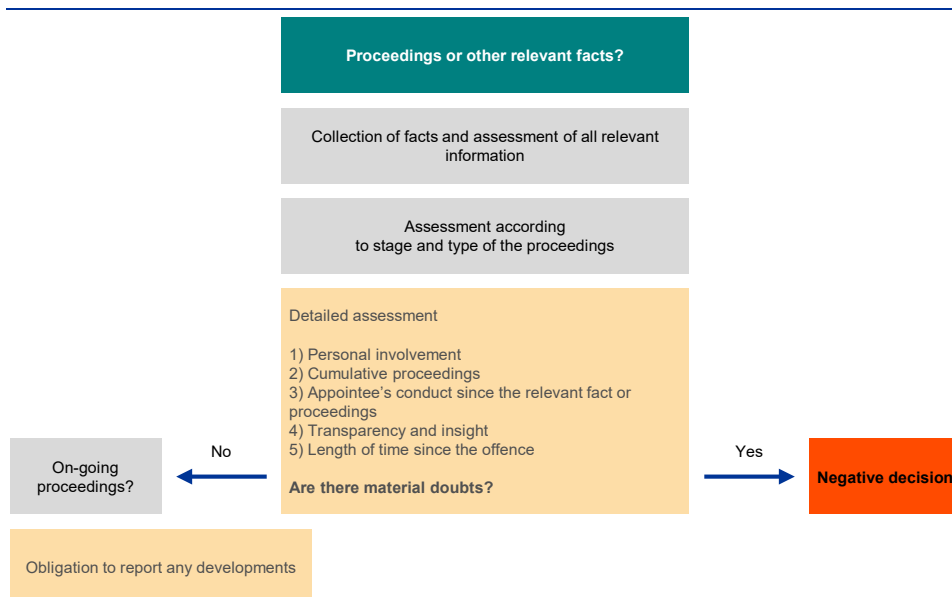 Proceedings or other relevant facts?
Collection of facts and assessment of all relevant
information
Assessment according
to stage and type of the proceedings
Detailed assessment
1) Personal involvement
2) Cumulative proceedings
3) Appointee's conduct since the relevant fact or
proceedings
4) Transparency and insight
5) Length of time since the offence
Are there material doubts?
No
Yes
On-going
proceedings?
Negative decision
Obligation to report any developments